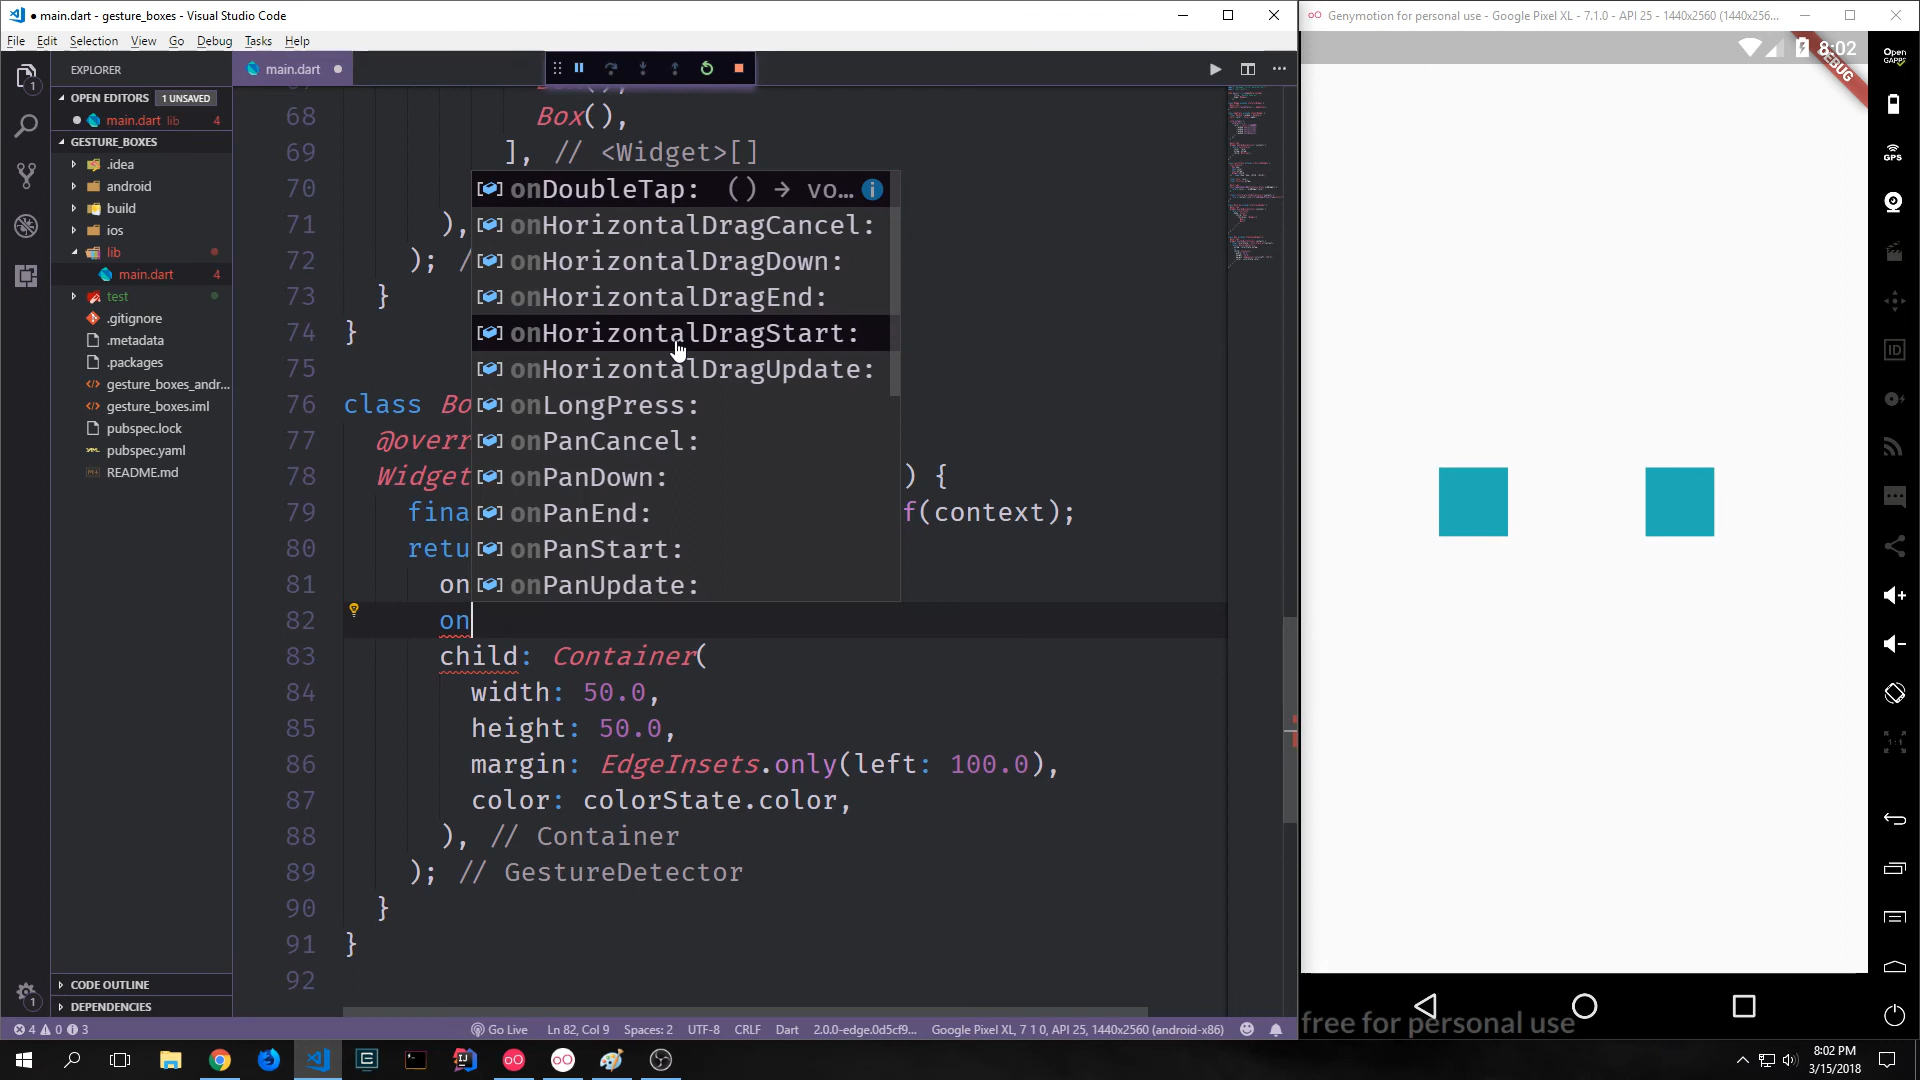 ● main.dart - gesture_boxes - Visual Studio Code
File Edit Selection View Go Debug Tasks Help
EXPLORER
OPEN EDITORS 1 UNSAVED
main.dart lib 4
GESTURE_BOXES
.idea
android
build
ios
lib
main.dart 4
test
.gitignore
.metadata
.packages
gesture_boxes_andr...
gesture_boxes.iml
pubspec.lock
pubspec.yaml
README.md
CODE OUTLINE
DEPENDENCIES
main.dart
68 Box(),
69 ], // <Widget>[]
70
71 ),
72 ); /
73 }
74 }
75
76 class Bo
77 @overr
78 Widget ) {
79 fina f(context);
80 retu
81 on
82 on
83 child: Container(
84 width: 50.0,
85 height: 50.0,
86 margin: EdgeInsets.only(left: 100.0),
87 color: colorState.color,
88 ), // Container
89 ); // GestureDetector
90 }
91 }
92
onDoubleTap: () → vo...
onHorizontalDragCancel:
onHorizontalDragDown:
onHorizontalDragEnd:
onHorizontalDragStart:
onHorizontalDragUpdate:
onLongPress:
onPanCancel:
onPanDown:
onPanEnd:
onPanStart:
onPanUpdate:
4 0 3 Go Live Ln 82, Col 9 Spaces: 2 UTF-8 CRLF Dart 2.0.0-edge.0d5cf9... Google Pixel XL, 7 1 0, API 25, 1440x2560 (android-x86)
Genymotion for personal use - Google Pixel XL - 7.1.0 - API 25 - 1440x2560 (1440x256...
8:02
DEBUG
Open
GAPPS
GPS
ID
1:1
free for personal use
8:02 PM
3/15/2018